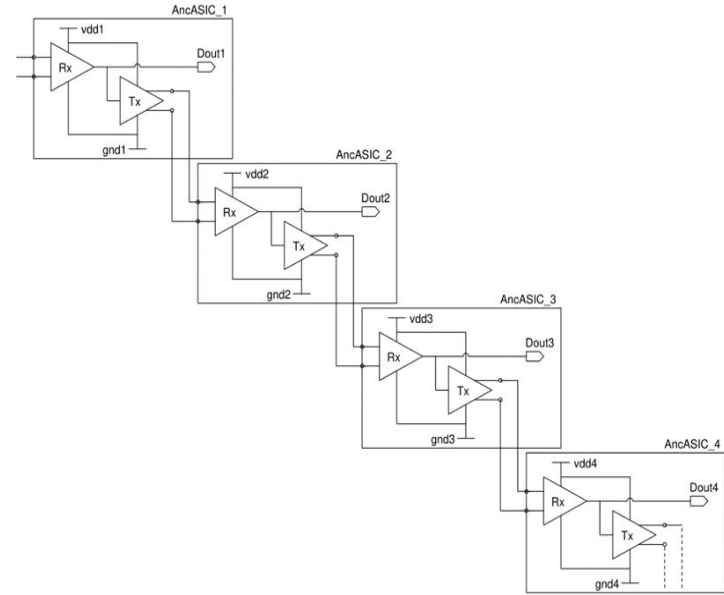 AncASIC_1
vdd1
Dout1
Rx
Tx
gnd1
AncASIC_2
vdd2
Dout2
Rx
Tx
gnd2
AncASIC_3
vdd3
Dout3
Rx
Tx
gnd3
AncASIC_4
vdd4
Dout4
Rx
Tx
gnd4